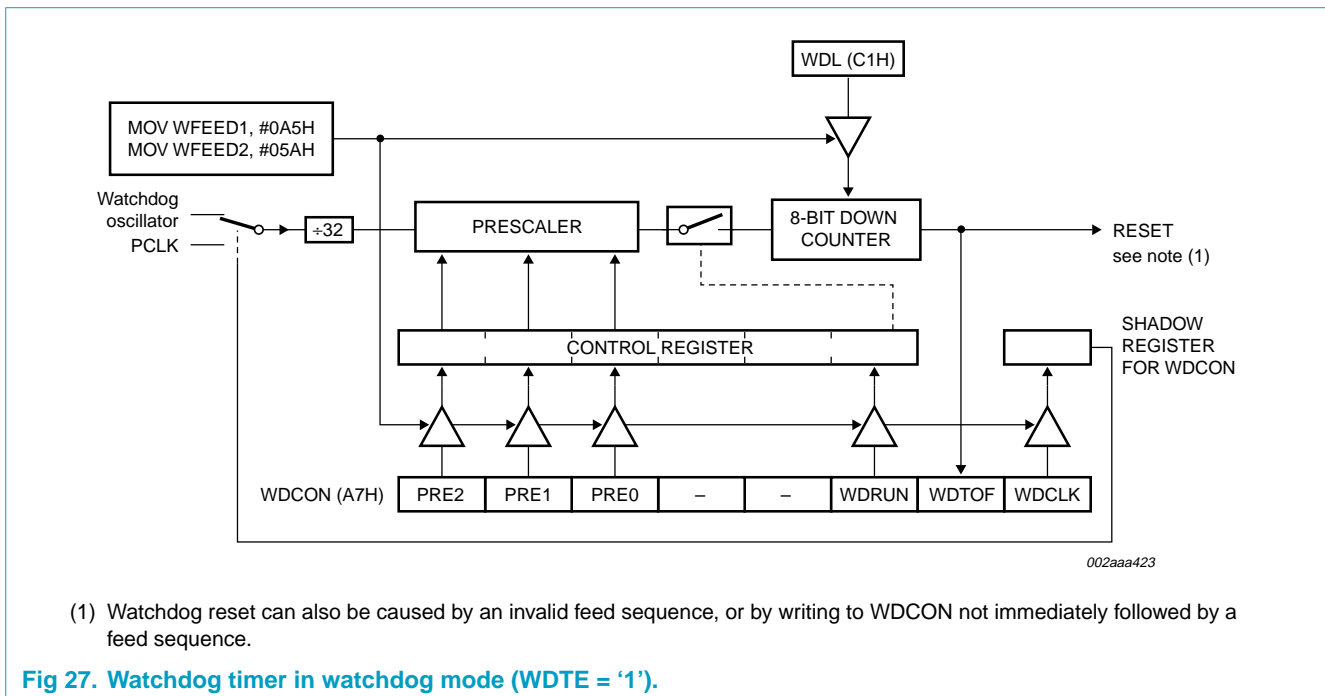 WDL (C1H)
MOV WFEED1, #0A5H
MOV WFEED2, #05AH
Watchdog
oscillator
PCLK
÷32
PRESCALER
8-BIT DOWN
COUNTER
RESET
see note (1)
CONTROL REGISTER
SHADOW
REGISTER
FOR WDCON
WDCON (A7H)
PRE2
PRE1
PRE0
–
–
WDRUN
WDTOF
WDCLK
002aaa423
(1) Watchdog reset can also be caused by an invalid feed sequence, or by writing to WDCON not immediately followed by a
feed sequence.
Fig 27. Watchdog timer in watchdog mode (WDTE = ‘1’).